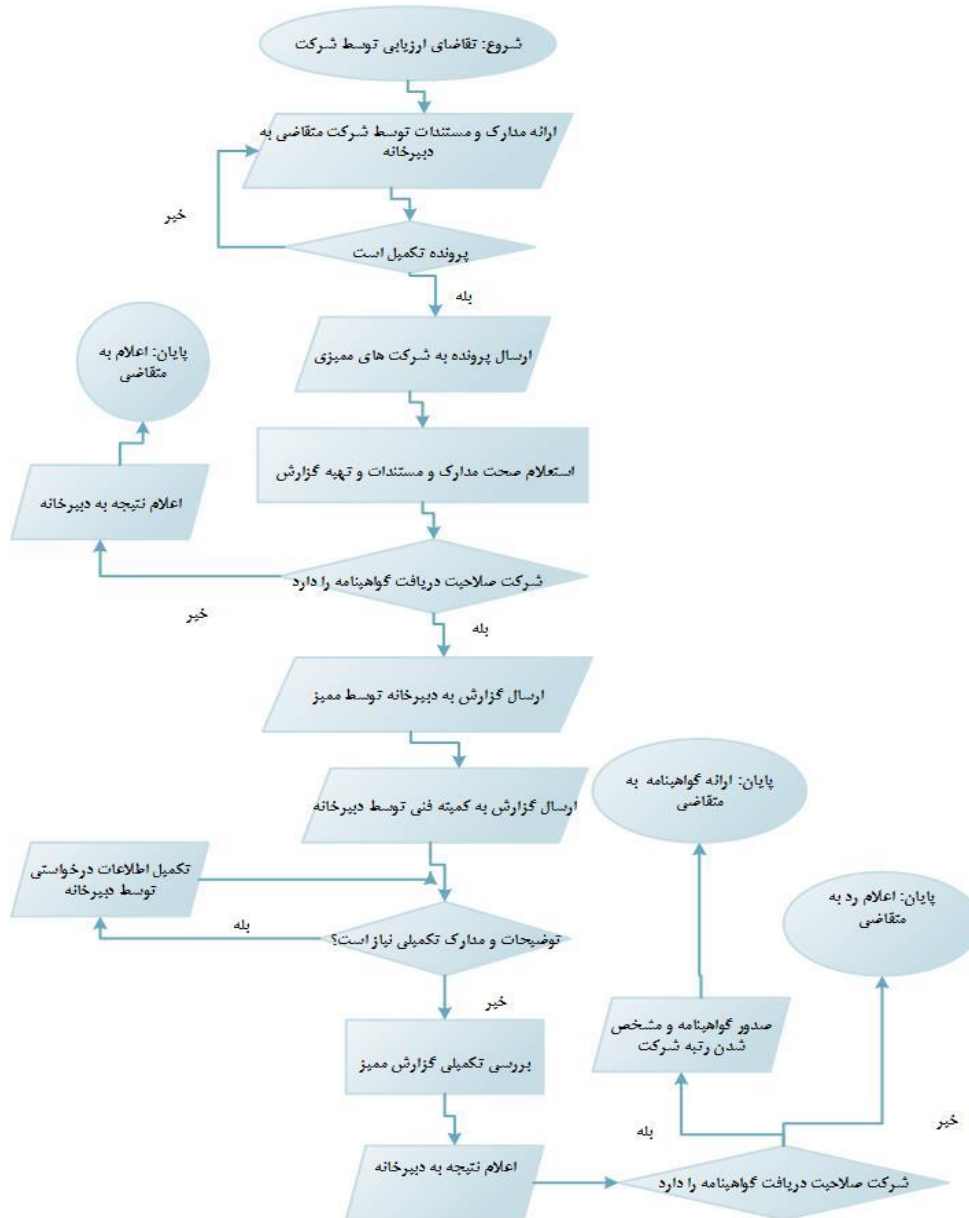 شروع: تقاضای ارزیابی توسط شرکت
ارائه مدارک و مستندات توسط شرکت متقاضی به
دبیرخانه
خیر
پرونده تکمیل است
بله
ارسال پرونده به شرکت های ممیزی
پایان: اعلام به
متقاضی
استعلام صحت مدارک و مستندات و تهیه گزارش
اعلام نتیجه به دبیرخانه
شرکت صلاحیت دریافت گواهینامه را دارد
خیر
بله
ارسال گزارش به دبیرخانه توسط ممیز
ارسال گزارش به کمیته فنی توسط دبیرخانه
پایان: ارائه گواهینامه به
متقاضی
تکمیل اطلاعات درخواستی
توسط دبیرخانه
پایان: اعلام رد به
متقاضی
بله
توضیحات و مدارک تکمیلی نیاز است؟
خیر
صدور گواهینامه و مشخص
شدن رتبه شرکت
بررسی تکمیلی گزارش ممیز
خیر
بله
اعلام نتیجه به دبیرخانه
شرکت صلاحیت دریافت گواهینامه را دارد